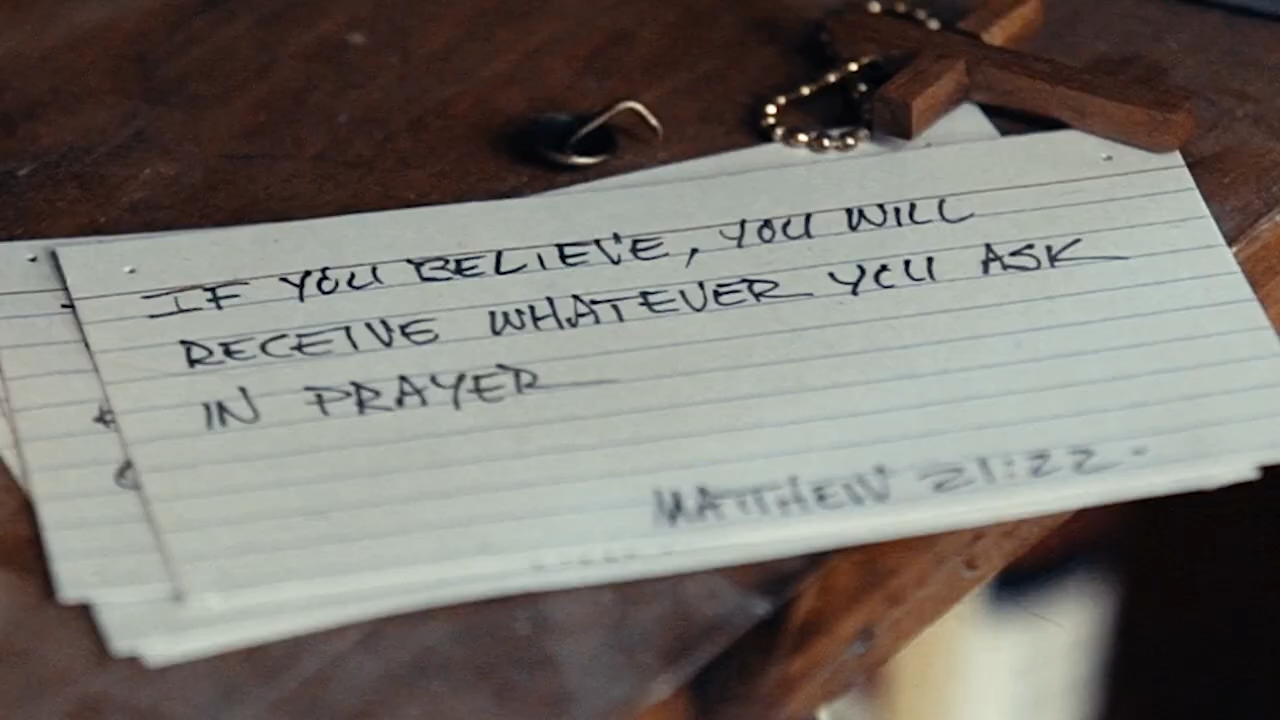 IF YOU BELIEVE, YOU WILL
RECEIVE WHATEVER YOU ASK
IN PRAYER
MATTHEW 21:22.